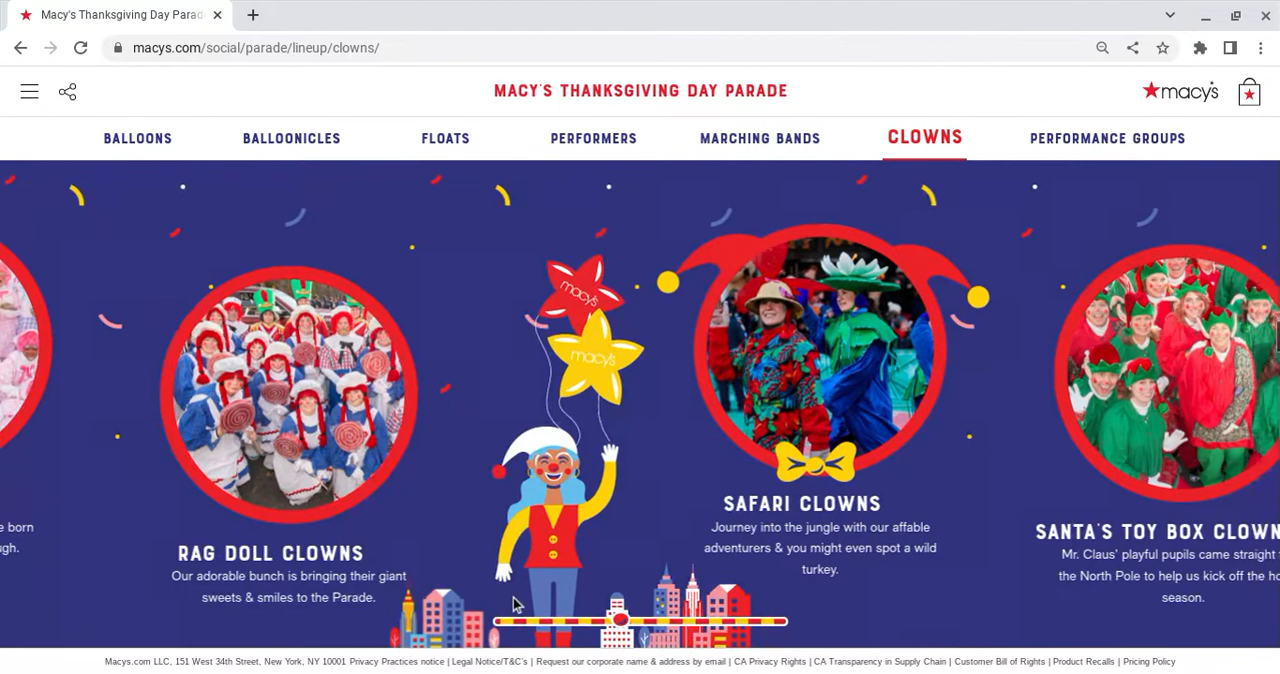 Macy's Thanksgiving Day Parad
macys.com/social/parade/lineup/clowns/
MACY'S THANKSGIVING DAY PARADE
macy's
BALLOONS
BALLOONICLES
FLOATS
PERFORMERS
MARCHING BANDS
CLOWNS
PERFORMANCE GROUPS
macy's
macy's
e born
ugh.
RAG DOLL CLOWNS
Our adorable bunch is bringing their giant
sweets & smiles to the Parade.
SAFARI CLOWNS
Journey into the jungle with our affable
adventurers & you might even spot a wild
turkey.
SANTA'S TOY BOX CLOWN
Mr. Claus' playful pupils came straight
the North Pole to help us kick off the ho
season.
Macys.com LLC, 151 West 34th Street, New York, NY 10001 Privacy Practices notice | Legal Notice/T&C's | Request our corporate name & address by email | CA Privacy Rights | CA Transparency in Supply Chain | Customer Bill of Rights | Product Recalls | Pricing Policy